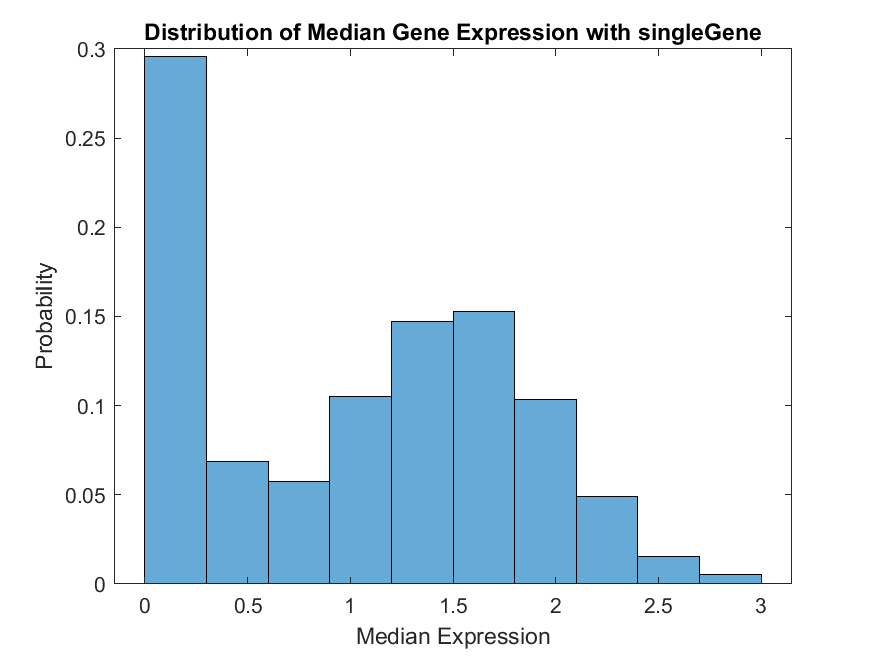 Distribution of Median Gene Expression with singleGene
0.3
0.25
0.2
0.15
0.1
0.05
0
Probability
0 0.5 1 1.5 2 2.5 3
Median Expression